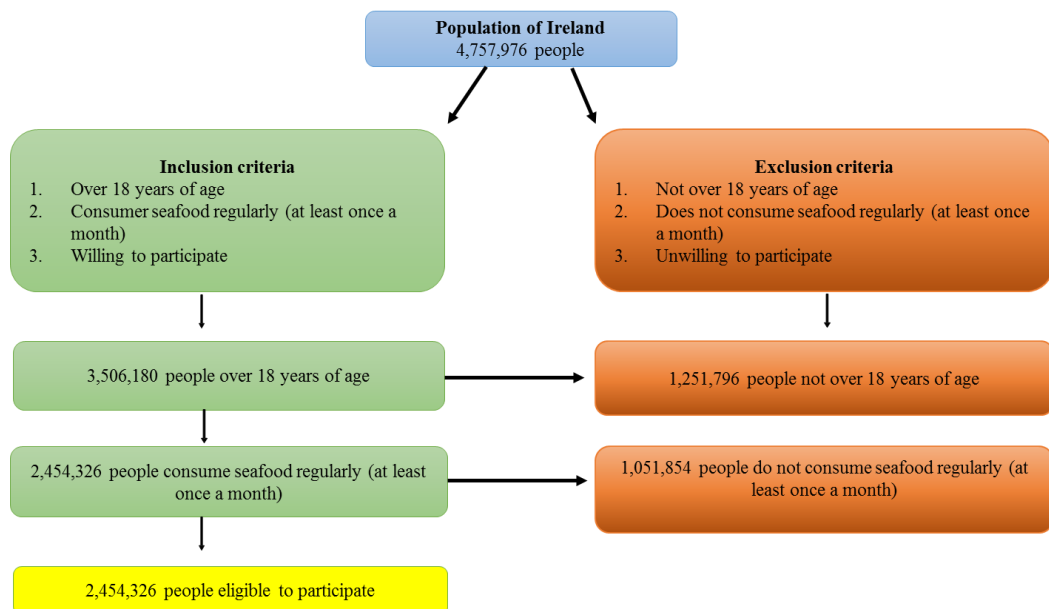 Population of Ireland
4,757,976 people
Inclusion criteria
1. Over 18 years of age
2. Consumer seafood regularly (at least once a
month)
3. Willing to participate
Exclusion criteria
1. Not over 18 years of age
2. Does not consume seafood regularly (at least once
a month)
3. Unwilling to participate
3,506,180 people over 18 years of age
1,251,796 people not over 18 years of age
2,454,326 people consume seafood regularly (at least
once a month)
1,051,854 people do not consume seafood regularly (at
least once a month)
2,454,326 people eligible to participate